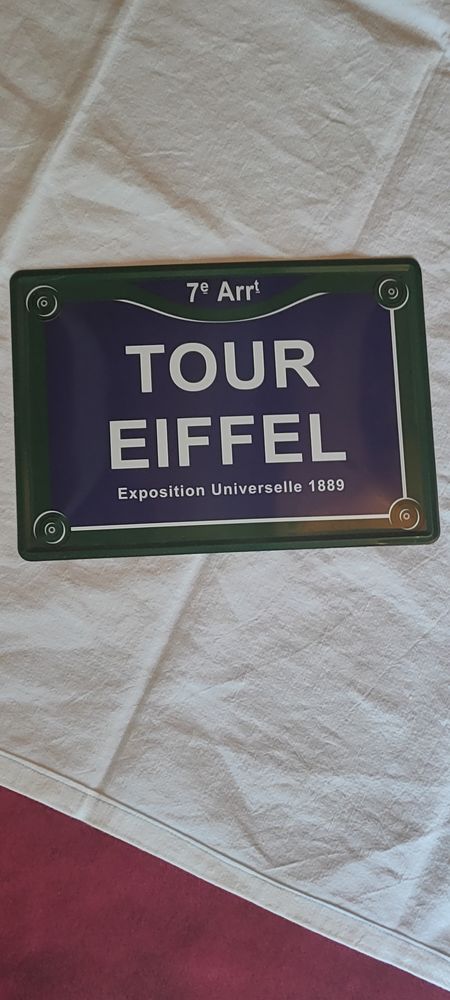 7e Arrt
TOUR
EIFFEL
Exposition Universelle 1889